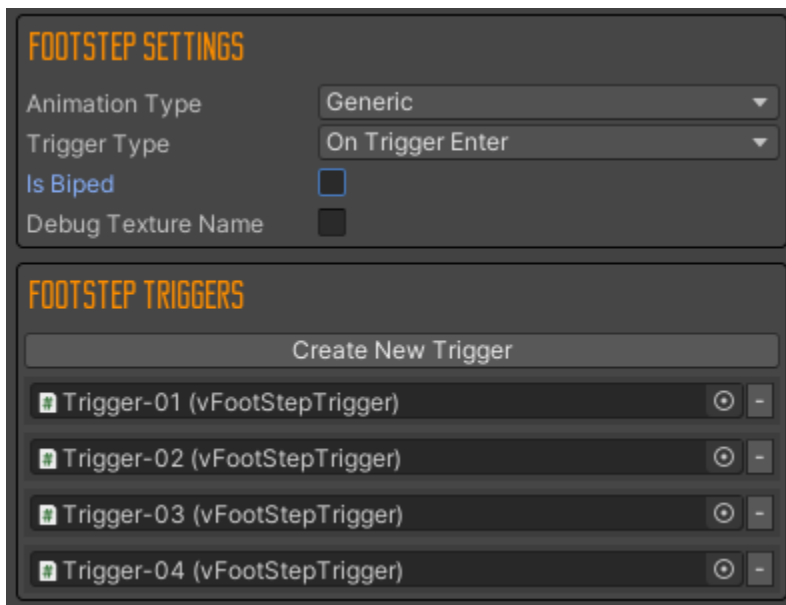 FOOTSTEP SETTINGS
Animation Type Generic
Trigger Type On Trigger Enter
Is Biped
Debug Texture Name
FOOTSTEP TRIGGERS
Create New Trigger
# Trigger-01 (vFootStepTrigger) -
# Trigger-02 (vFootStepTrigger) -
# Trigger-03 (vFootStepTrigger) -
# Trigger-04 (vFootStepTrigger) -